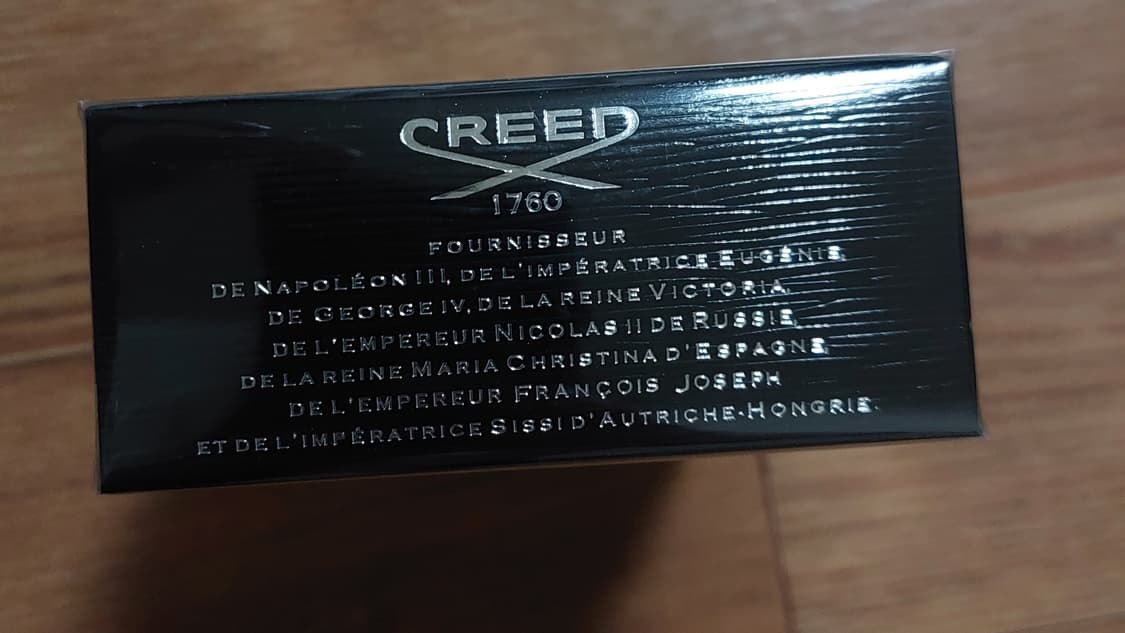 CREED
1760
FOURNISSEUR
DE NAPOLÉON III, DE L'IMPÉRATRICE EUGÉNIE,
DE GEORGE IV, DE LA REINE VICTORIA,
DE L'EMPEREUR NICOLAS II DE RUSSIE,
DE LA REINE MARIA CHRISTINA D'ESPAGNE,
DE L'EMPEREUR FRANÇOIS JOSEPH
ET DE L'IMPÉRATRICE SISSI D'AUTRICHE-HONGRIE.